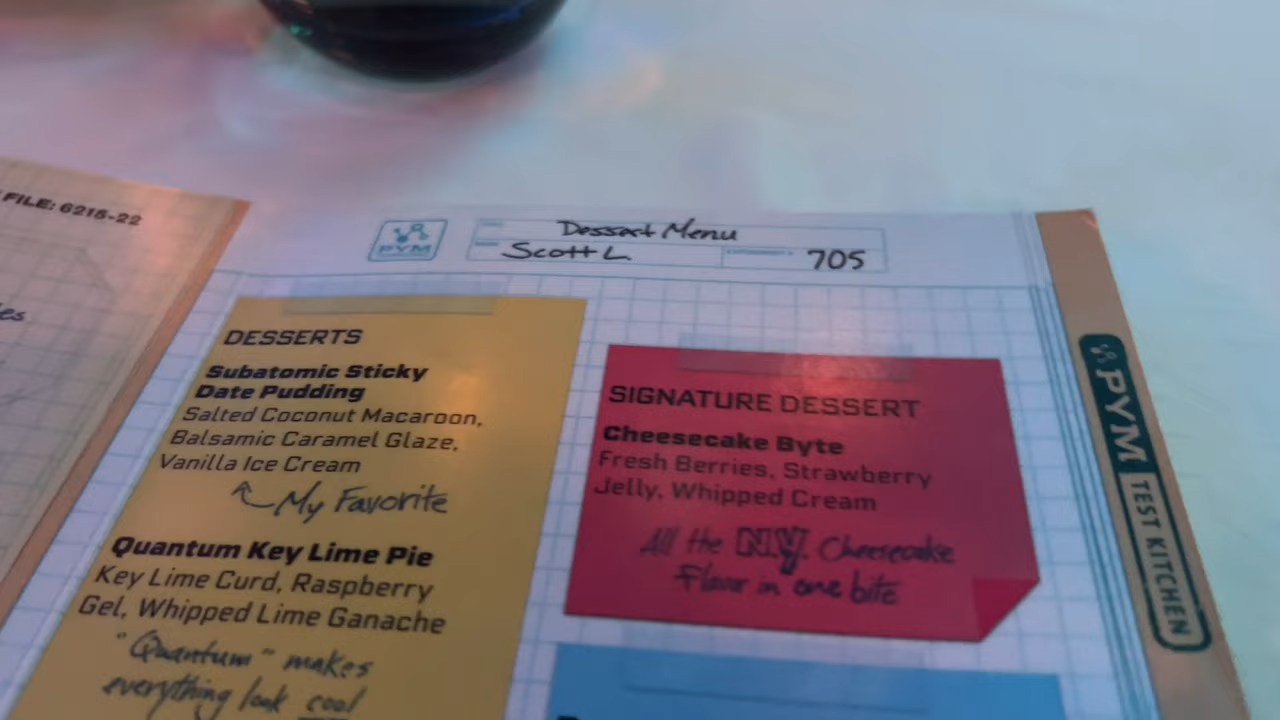 FILE: 6215-22
es
PYM
Dessert Menu
Scott L
705
DESSERTS
Subatomic Sticky
Date Pudding
Salted Coconut Macaroon,
Balsamic Caramel Glaze,
Vanilla Ice Cream
My Favorite
Quantum Key Lime Pie
Key Lime Curd, Raspberry
Gel, Whipped Lime Ganache
"Quantum" makes
everything look cool
SIGNATURE DESSERT
Cheesecake Byte
Fresh Berries, Strawberry
Jelly, Whipped Cream
All the N.Y. Cheesecake
Flavor in one bite
PYM TEST KITCHEN